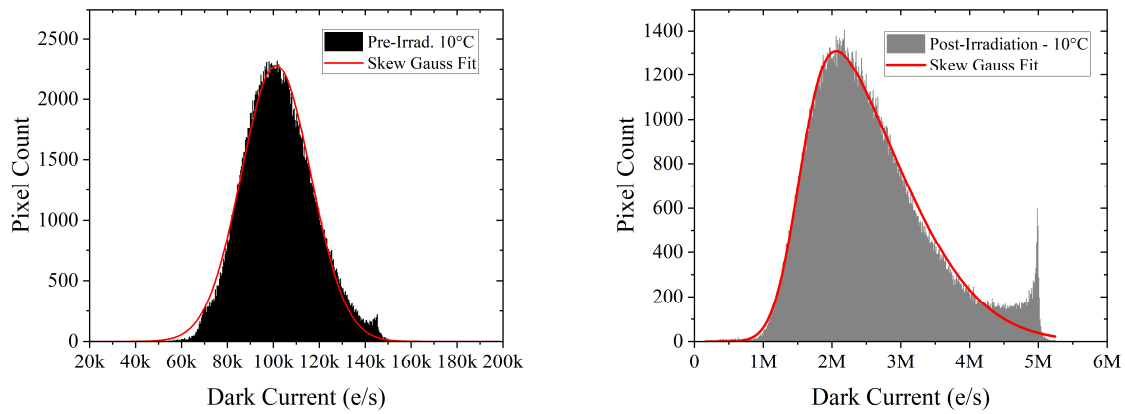 2500
2000
1500
1000
500
0
20k 40k 60k 80k 100k 120k 140k 160k 180k 200k
Pixel Count
Dark Current (e/s)
Pre-Irrad. 10°C
Skew Gauss Fit
1400
1200
1000
800
600
400
200
0
0 1M 2M 3M 4M 5M 6M
Pixel Count
Dark Current (e/s)
Post-Irradiation - 10°C
Skew Gauss Fit